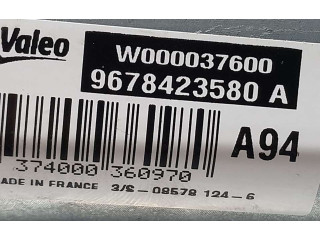 Valeo
W000037600
9678423580 A
A94
374000 360970
ADE IN FRANCE 3/S-08578 124-6